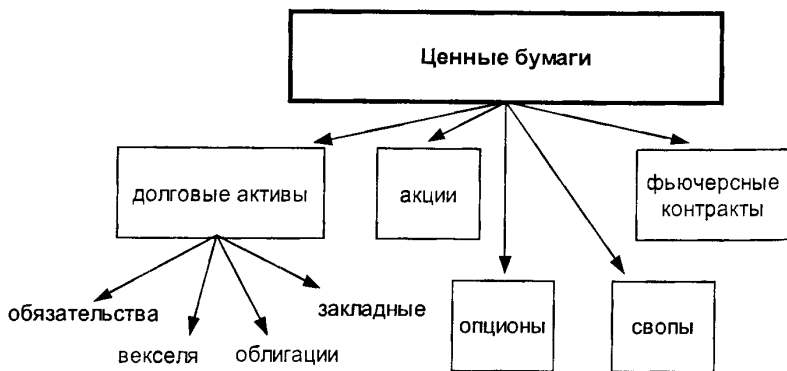 Ценные бумаги
долговые активы
акции
фьючерсные
контракты
обязательства
векселя
облигации
закладные
опционы
свопы